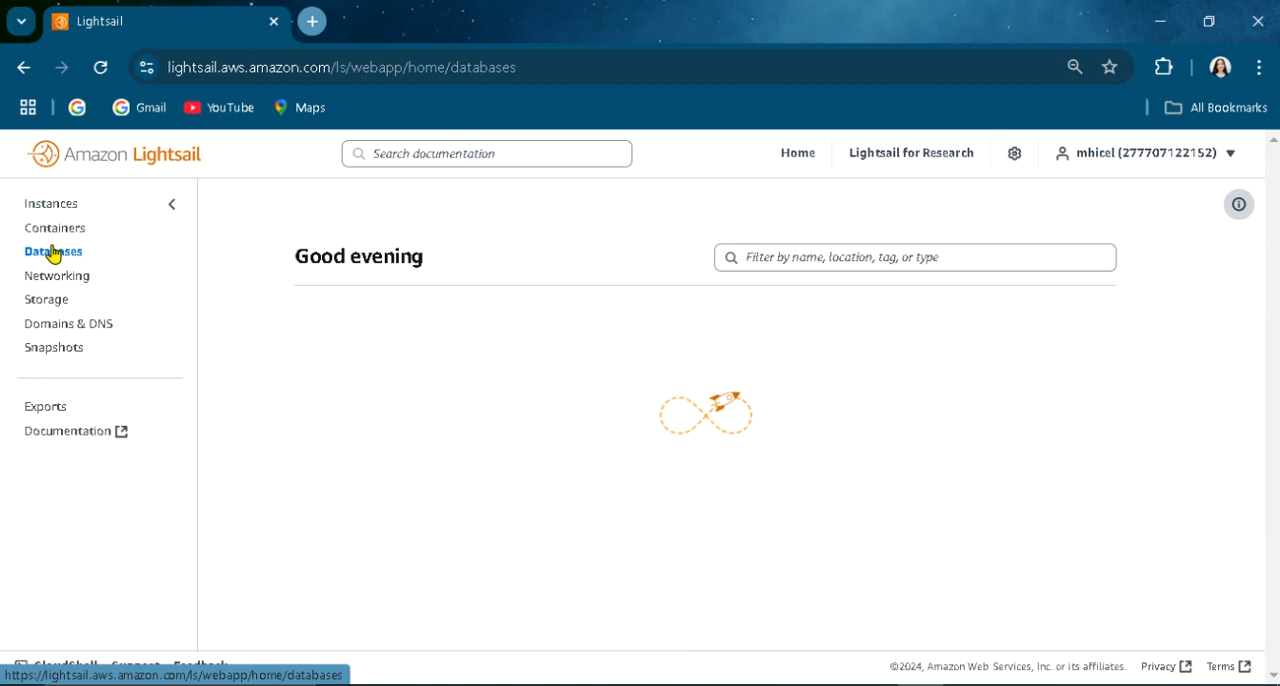 Lightsail
lightsail.aws.amazon.com/ls/webapp/home/databases
Gmail YouTube Maps All Bookmarks
Amazon Lightsail Search documentation Home Lightsail for Research mhicel (277707122152)
Instances
Containers
Databases
Networking
Storage
Domains & DNS
Snapshots
Exports
Documentation
Good evening Filter by name, location, tag, or type
CloudShell Support Feedback ©2024, Amazon Web Services, Inc. or its affiliates. Privacy Terms
https://lightsail.aws.amazon.com/ls/webapp/home/databases